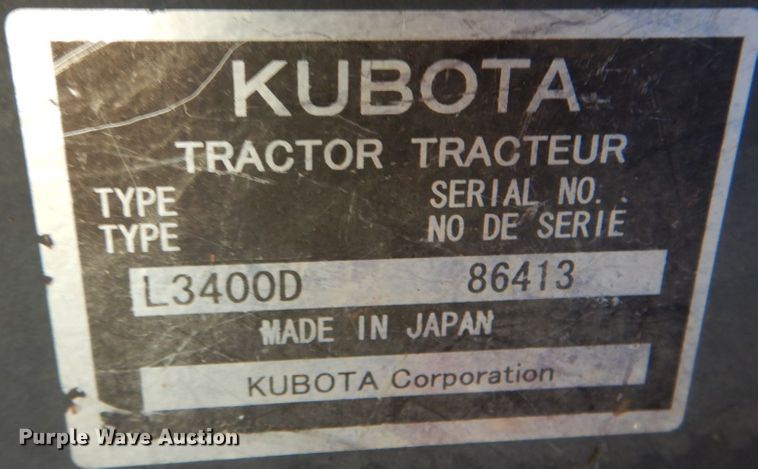 KUBOTA
TRACTOR TRACTEUR
TYPE SERIAL NO.
TYPE NO DE SERIE
L3400D 86413
MADE IN JAPAN
KUBOTA Corporation
Purple Wave Auction